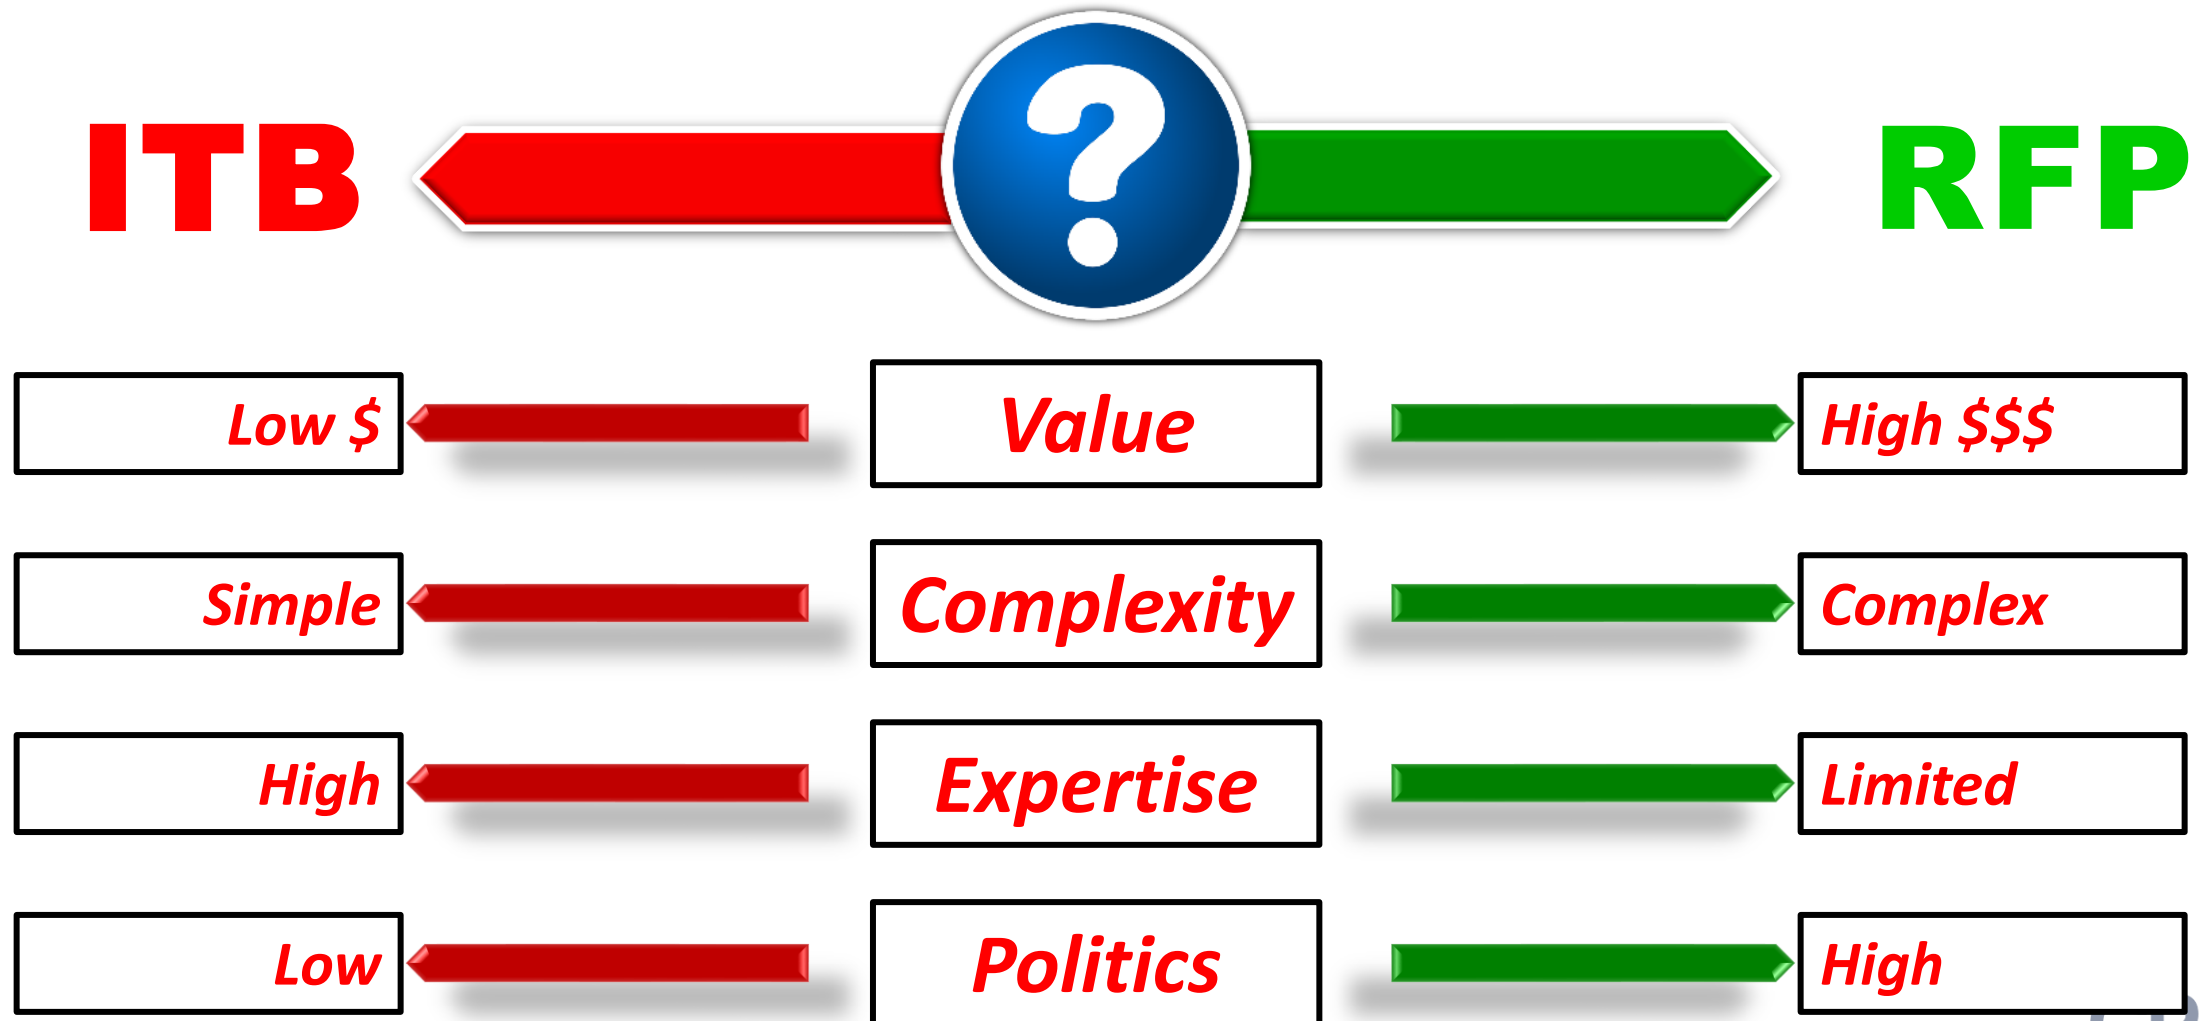 ITB ? RFP
Low $ Value High $$$
Simple Complexity Complex
High Expertise Limited
Low Politics High